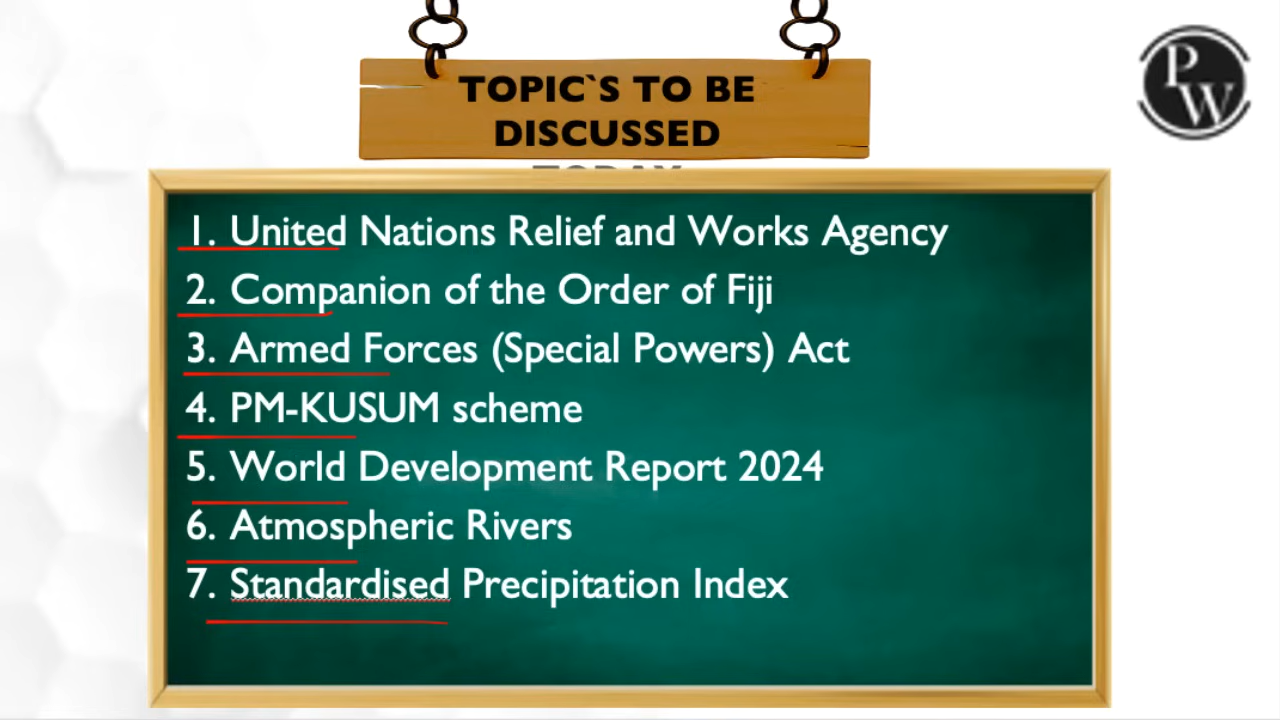 PW
TOPIC`S TO BE
DISCUSSED
TODAY
1. United Nations Relief and Works Agency
2. Companion of the Order of Fiji
3. Armed Forces (Special Powers) Act
4. PM-KUSUM scheme
5. World Development Report 2024
6. Atmospheric Rivers
7. Standardised Precipitation Index